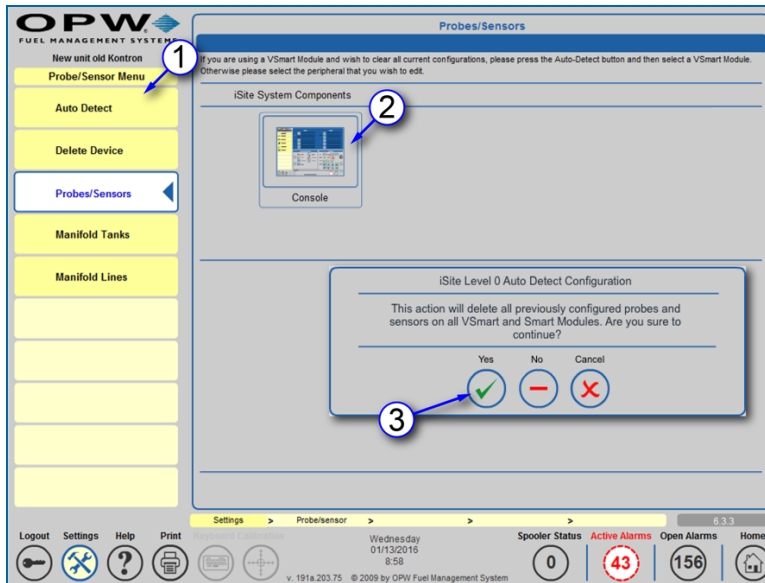 OPW
FUEL MANAGEMENT SYSTEMS
New unit old Kontron
Probe/Sensor Menu
Auto Detect
Delete Device
Probes/Sensors
Manifold Tanks
Manifold Lines
1
Probes/Sensors
If you are using a VSmart Module and wish to clear all current configurations, please press the Auto-Detect button and then select a VSmart Module.
Otherwise please select the peripheral that you wish to edit.
iSite System Components
2
Console
iSite Level 0 Auto Detect Configuration
This action will delete all previously configured probes and
sensors on all VSmart and Smart Modules. Are you sure to
continue?
Yes No Cancel
3
Settings > Probe/sensor > > >
6.3.3
Logout Settings Help Print Keyboard Calibration
Wednesday
01/13/2016
8:58
v. 191a.203.75 © 2009 by OPW Fuel Management System
Spooler Status Active Alarms Open Alarms Home
0 43 156